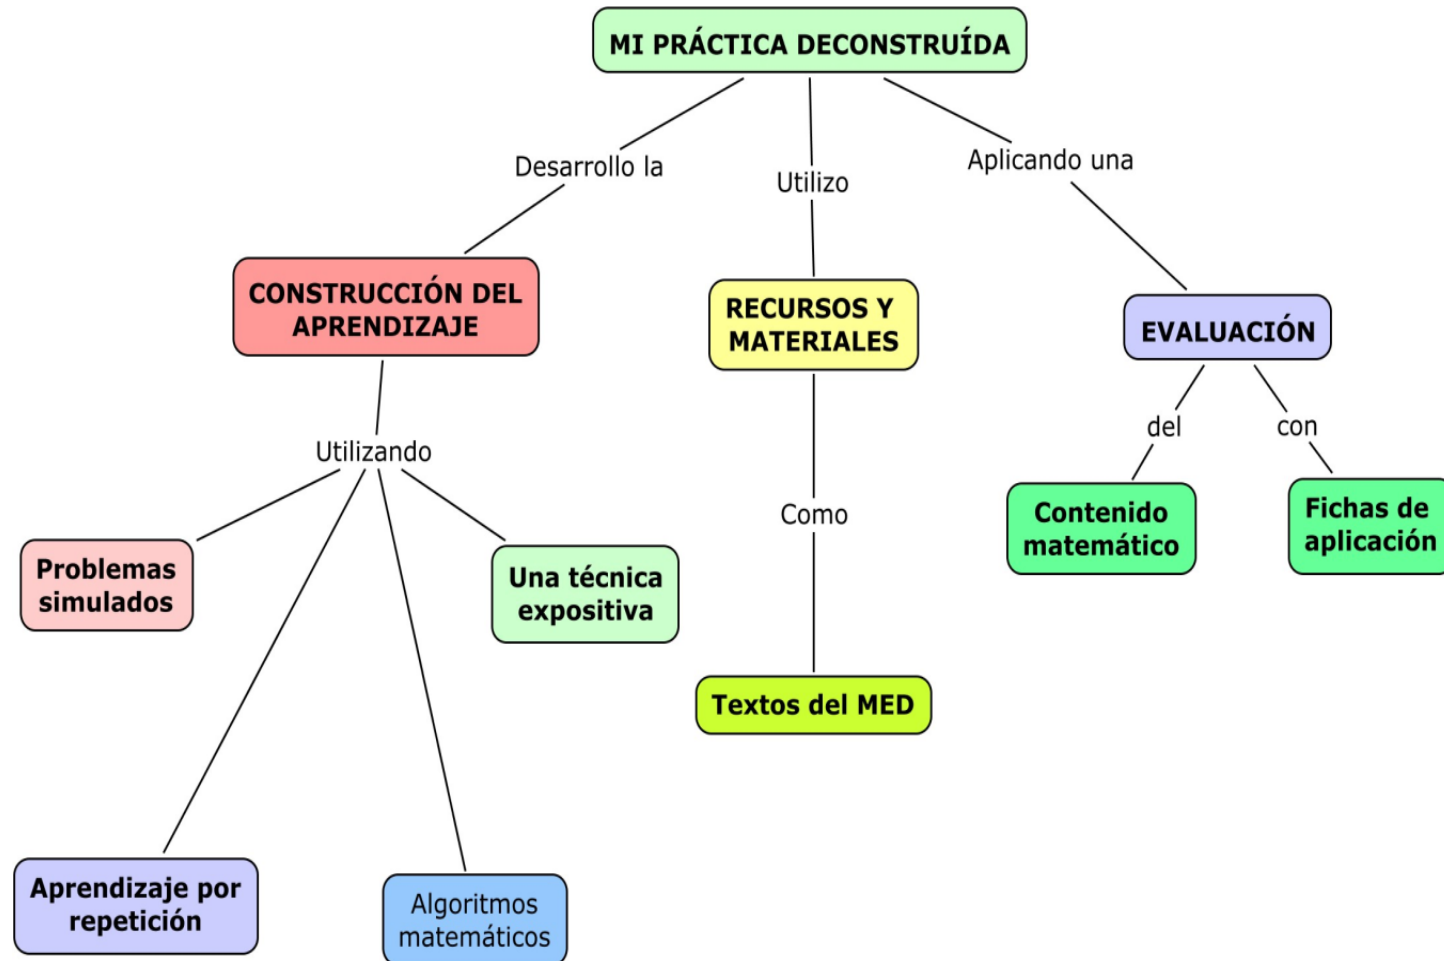 MI PRÁCTICA DECONSTRUÍDA
Desarrollo la
Utilizo
Aplicando una
CONSTRUCCIÓN DEL
APRENDIZAJE
RECURSOS Y
MATERIALES
EVALUACIÓN
Utilizando
Como
del
con
Problemas
simulados
Una técnica
expositiva
Contenido
matemático
Fichas de
aplicación
Textos del MED
Aprendizaje por
repetición
Algoritmos
matemáticos